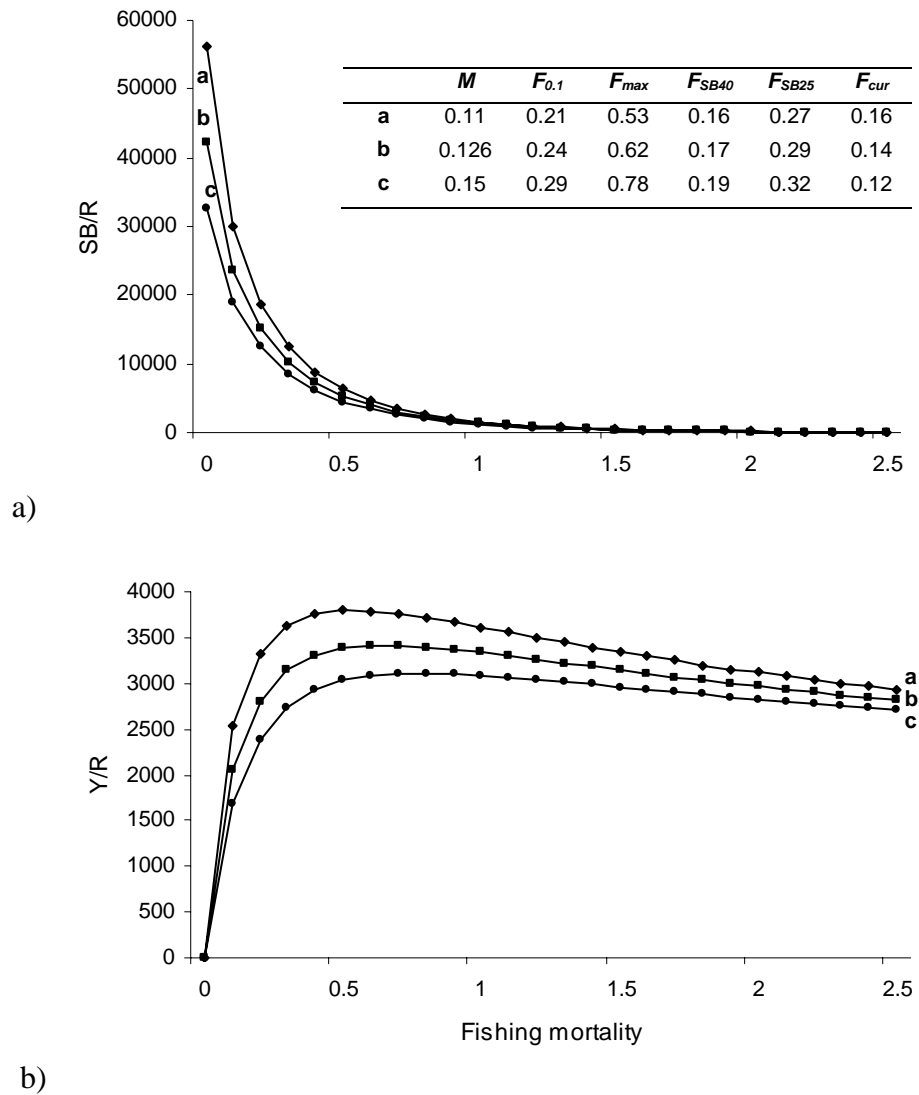 60000
50000
40000
30000
20000
10000
0
SB/R
a
b
c
M F0.1 Fmax FSB40 FSB25 Fcur
a 0.11 0.21 0.53 0.16 0.27 0.16
b 0.126 0.24 0.62 0.17 0.29 0.14
c 0.15 0.29 0.78 0.19 0.32 0.12
0 0.5 1 1.5 2 2.5
a)
4000
3500
3000
2500
2000
1500
1000
500
0
Y/R
a
b
c
0 0.5 1 1.5 2 2.5
Fishing mortality
b)